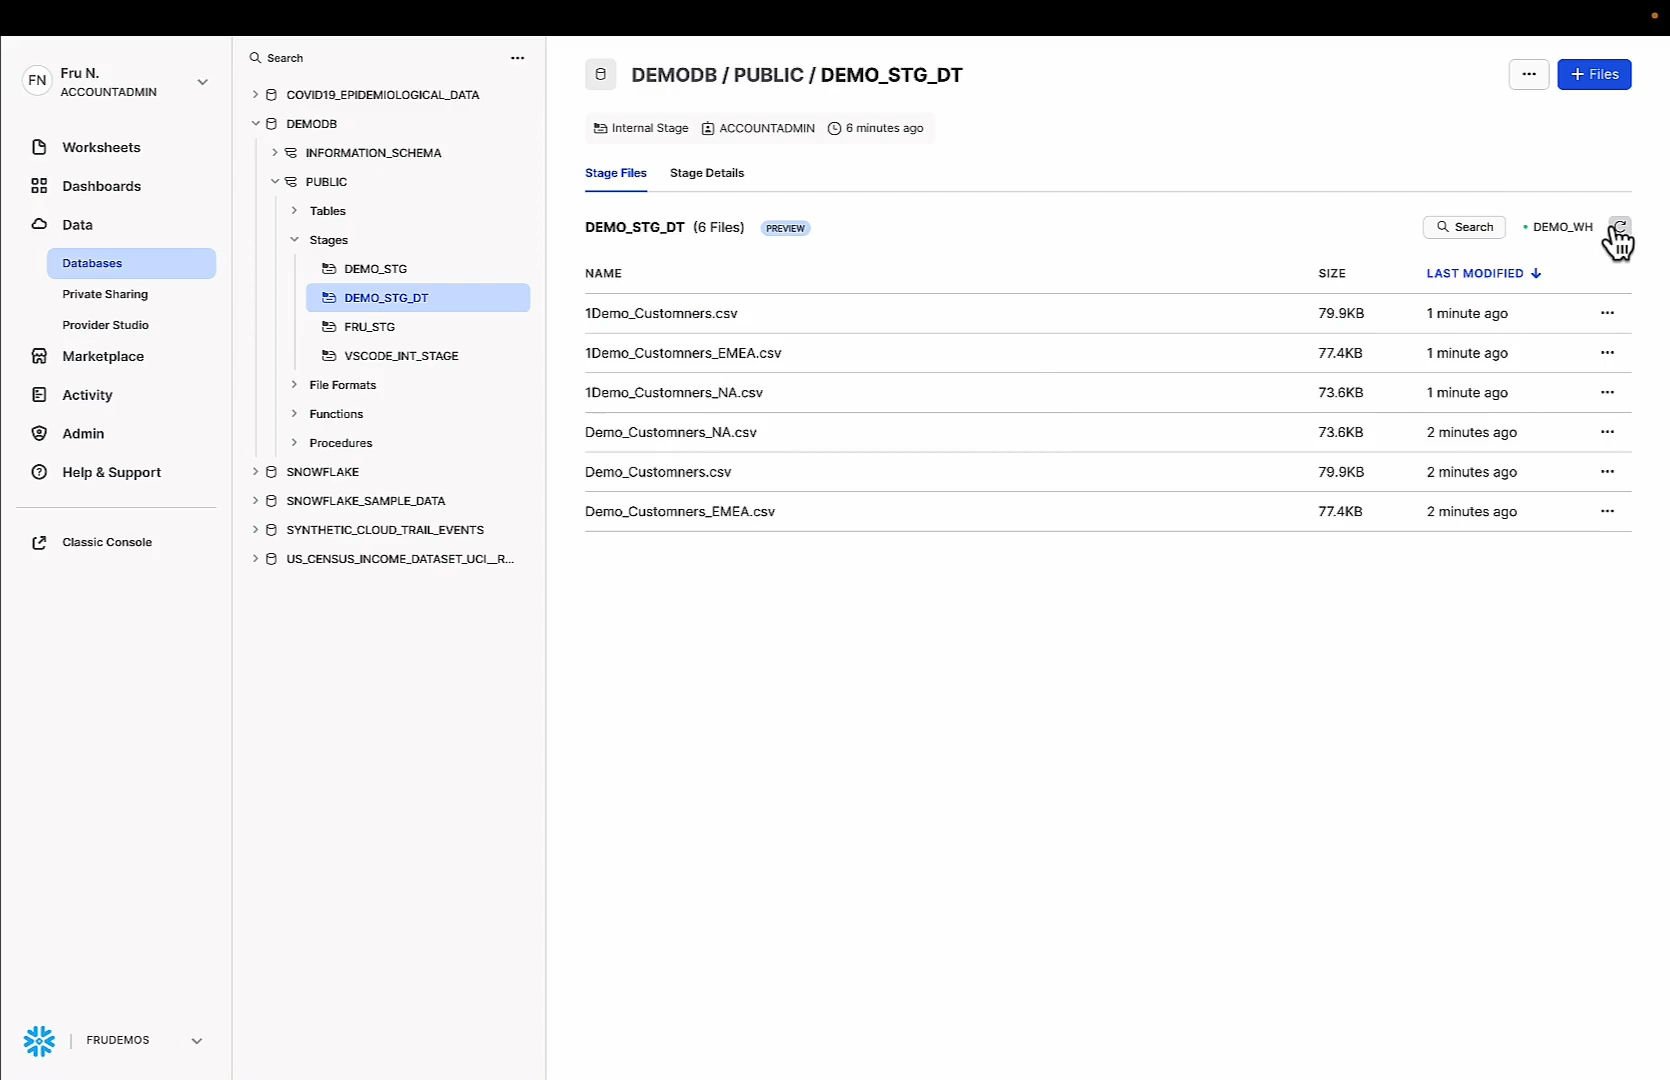 FN
Fru N.
ACCOUNTADMIN
Worksheets
Dashboards
Data
Databases
Private Sharing
Provider Studio
Marketplace
Activity
Admin
Help & Support
Classic Console
FRUDEMOS
Search
COVID19_EPIDEMIOLOGICAL_DATA
DEMODB
INFORMATION_SCHEMA
PUBLIC
Tables
Stages
DEMO_STG
DEMO_STG_DT
FRU_STG
VSCODE_INT_STAGE
File Formats
Functions
Procedures
SNOWFLAKE
SNOWFLAKE_SAMPLE_DATA
SYNTHETIC_CLOUD_TRAIL_EVENTS
US_CENSUS_INCOME_DATASET_UCI__R...
DEMODB / PUBLIC / DEMO_STG_DT
+ Files
Internal Stage ACCOUNTADMIN 6 minutes ago
Stage Files Stage Details
DEMO_STG_DT (6 Files) PREVIEW Search DEMO_WH
NAME SIZE LAST MODIFIED
1Demo_Customners.csv 79.9KB 1 minute ago
1Demo_Customners_EMEA.csv 77.4KB 1 minute ago
1Demo_Customners_NA.csv 73.6KB 1 minute ago
Demo_Customners_NA.csv 73.6KB 2 minutes ago
Demo_Customners.csv 79.9KB 2 minutes ago
Demo_Customners_EMEA.csv 77.4KB 2 minutes ago